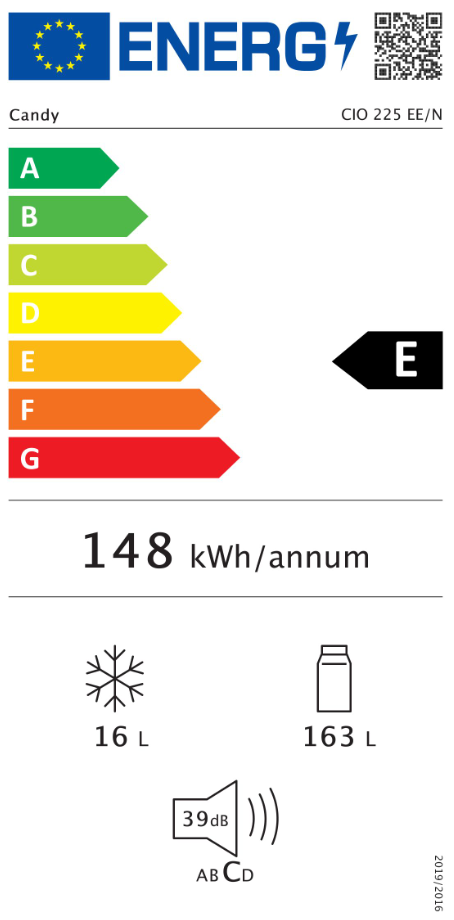 ENERG
Candy
CIO 225 EE/N
A
B
C
D
E
E
F
G
148 kWh/annum
16 L
163 L
39dB
ABCD
2019/2016